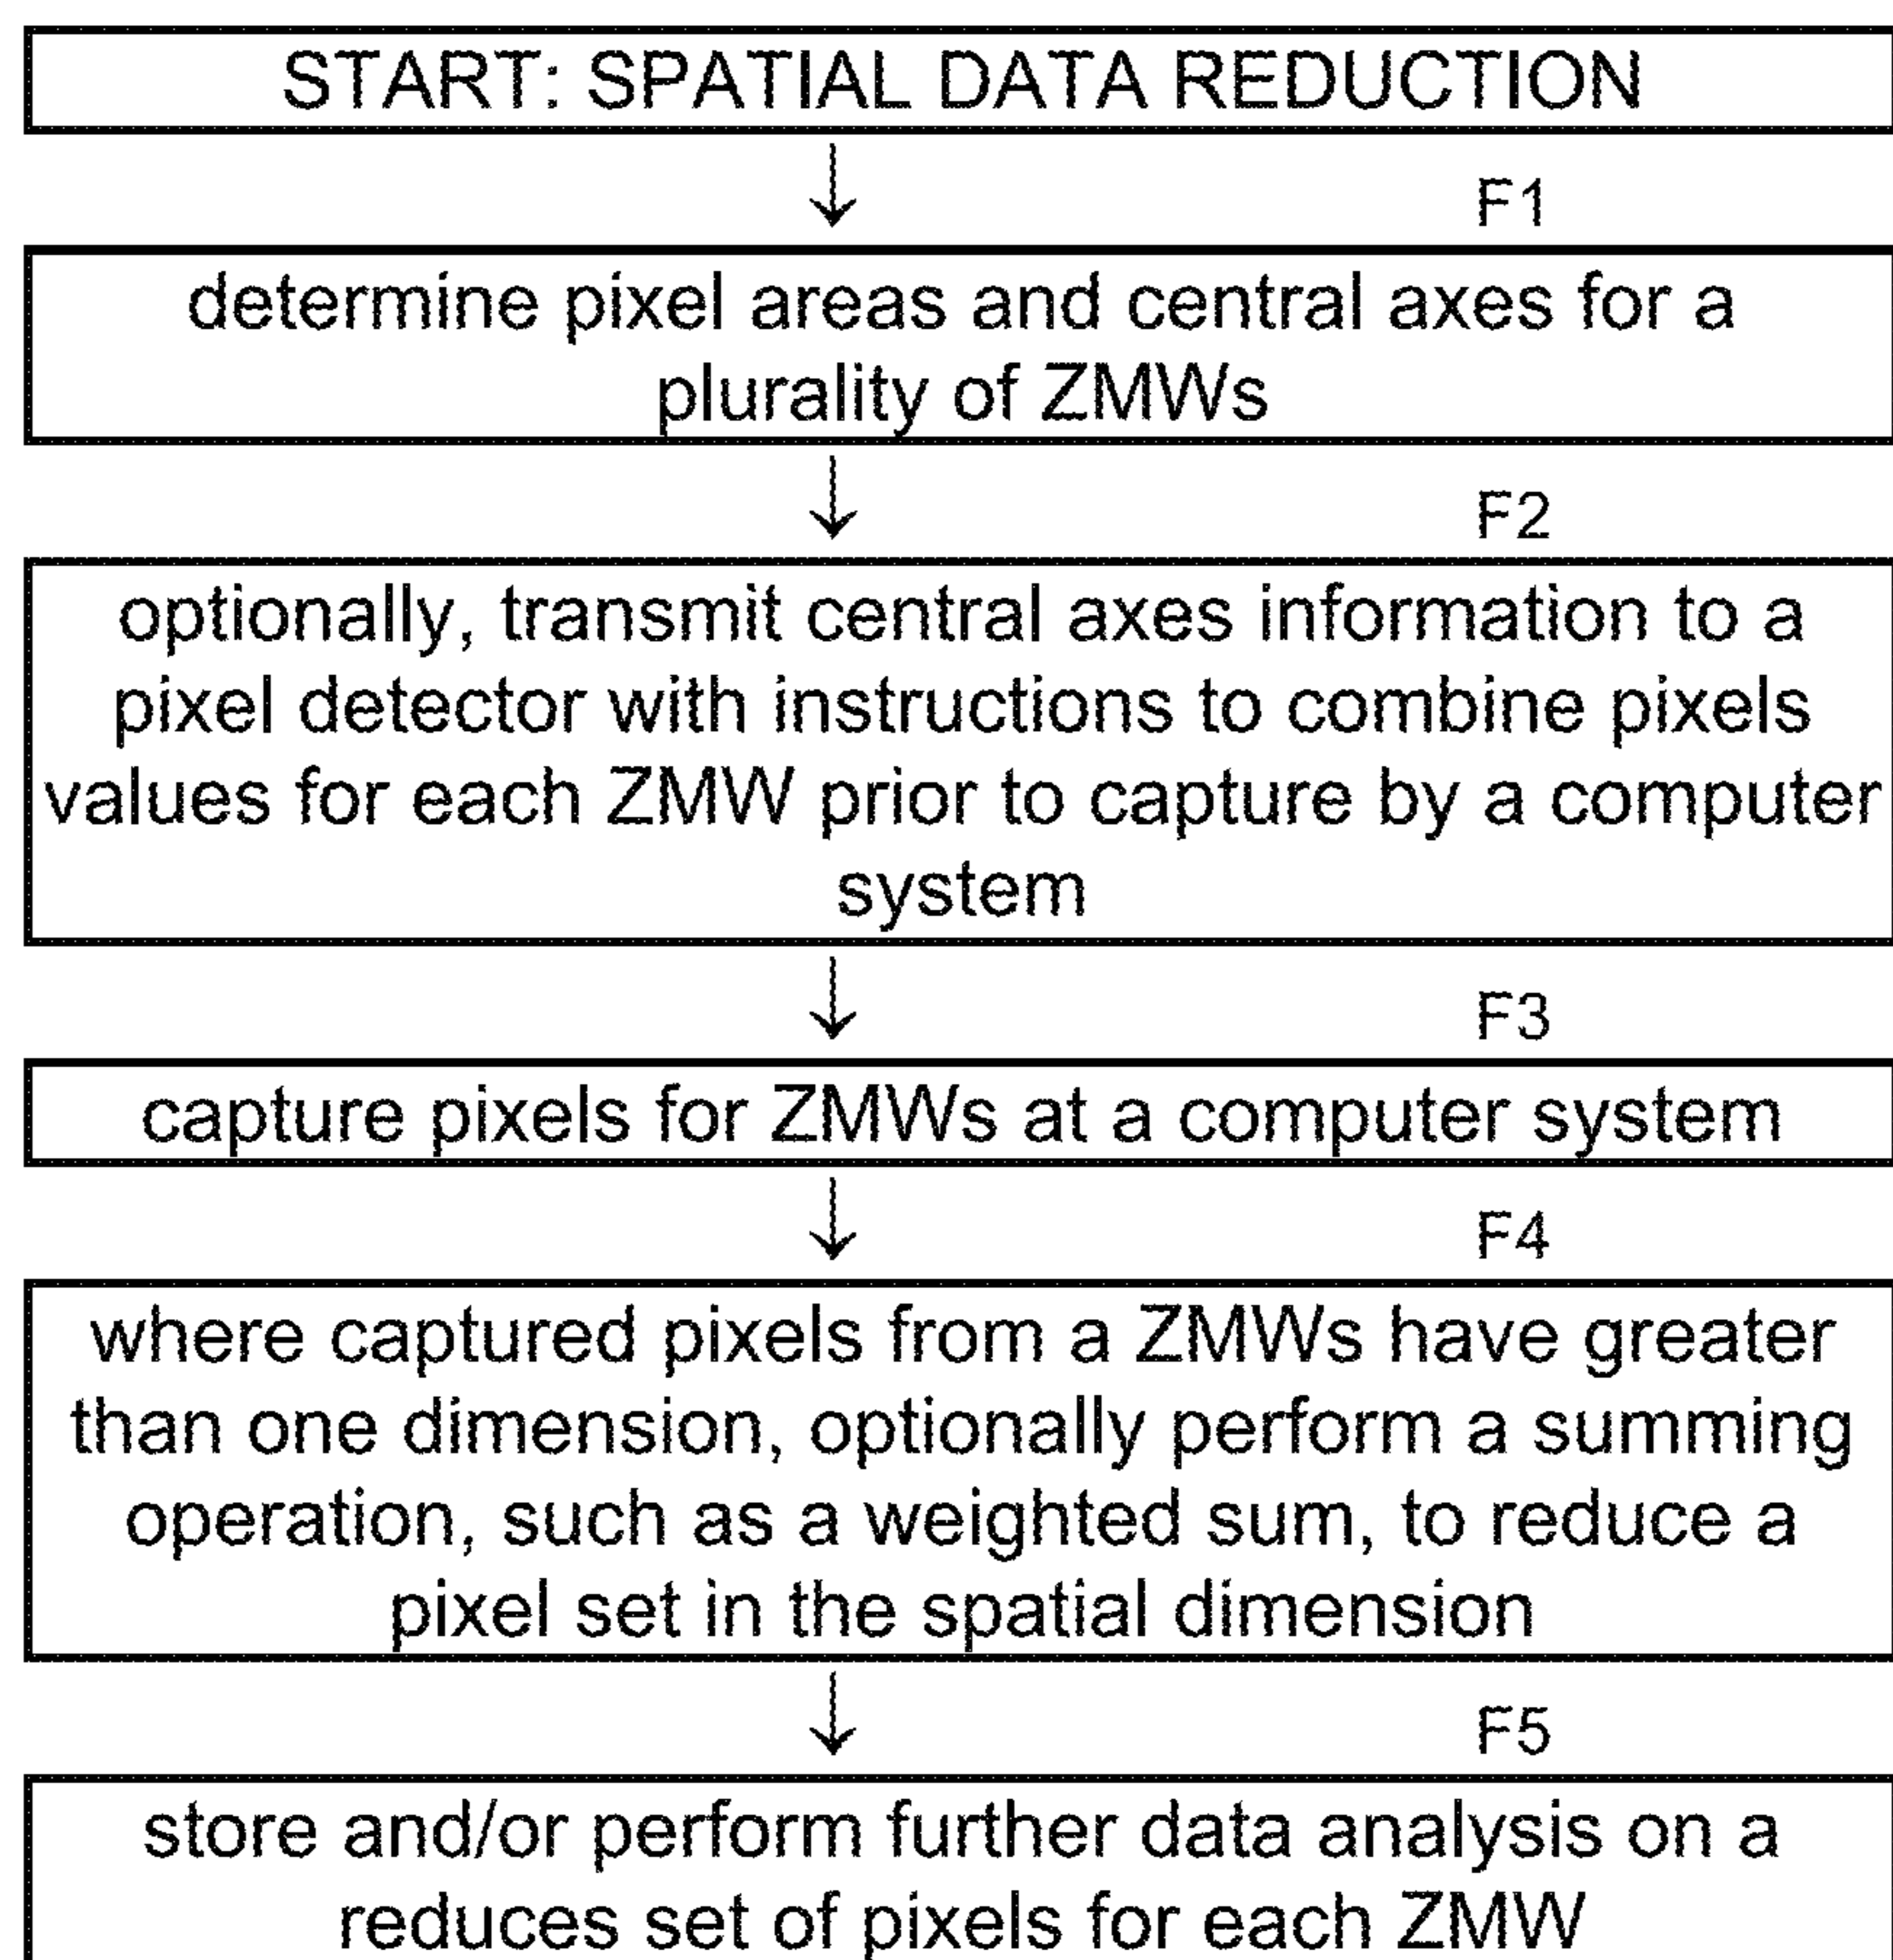 START: SPATIAL DATA REDUCTION
F1
determine pixel areas and central axes for a
plurality of ZMWs
F2
optionally, transmit central axes information to a
pixel detector with instructions to combine pixels
values for each ZMW prior to capture by a computer
system
F3
capture pixels for ZMWs at a computer system
F4
where captured pixels from a ZMWs have greater
than one dimension, optionally perform a summing
operation, such as a weighted sum, to reduce a
pixel set in the spatial dimension
F5
store and/or perform further data analysis on a
reduces set of pixels for each ZMW